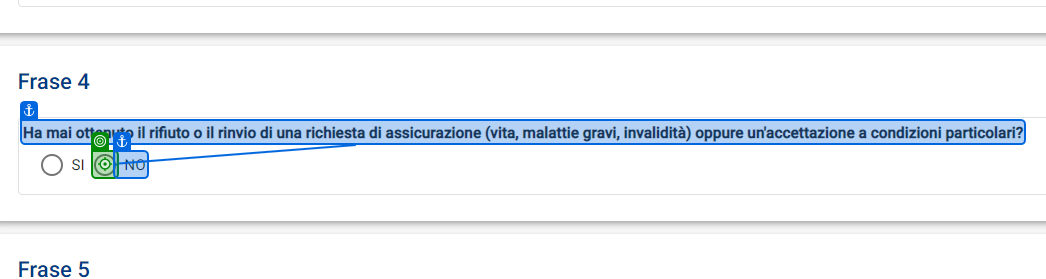 Frase 4
Ha mai ottenuto il rifiuto o il rinvio di una richiesta di assicurazione (vita, malattie gravi, invalidità) oppure un'accettazione a condizioni particolari?
SI NO
Frase 5